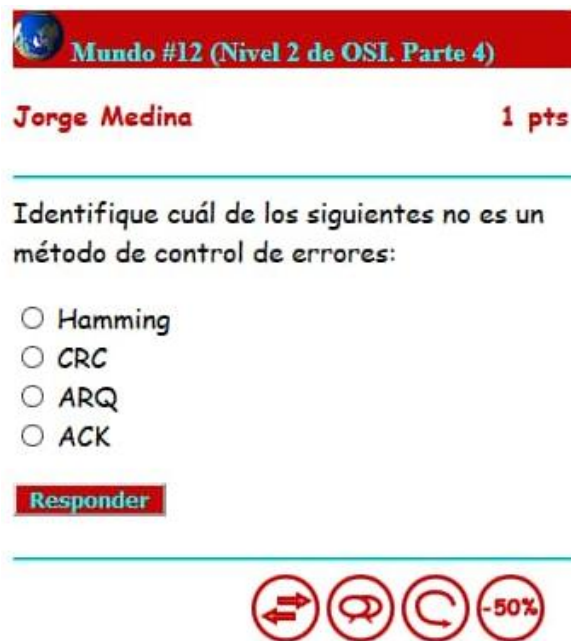 Mundo #12 (Nivel 2 de OSI. Parte 4)
Jorge Medina 1 pts
Identifique cuál de los siguientes no es un
método de control de errores:
Hamming
CRC
ARQ
ACK
Responder
-50%